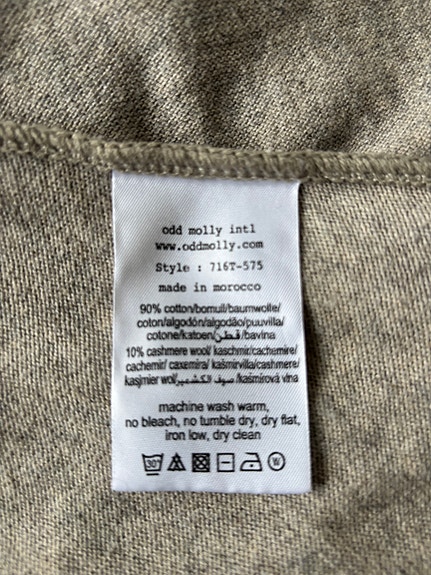 odd molly intl
www.oddmolly.com
Style : 716T-575
made in morocco
90% cotton/bomull/baumwolle/
coton/algodón/algodão/puuvilla/
cotone/katoen/قطن/bavlna
10% cashmere wool/ kaschmir/cachemire/
cachemir/ caxemira/ kašmirvilla/cashmere/
kasjmier wol/صوف الكشمير/kašmírová vlna
machine wash warm,
no bleach, no tumble dry, dry flat,
iron low, dry clean
30° W